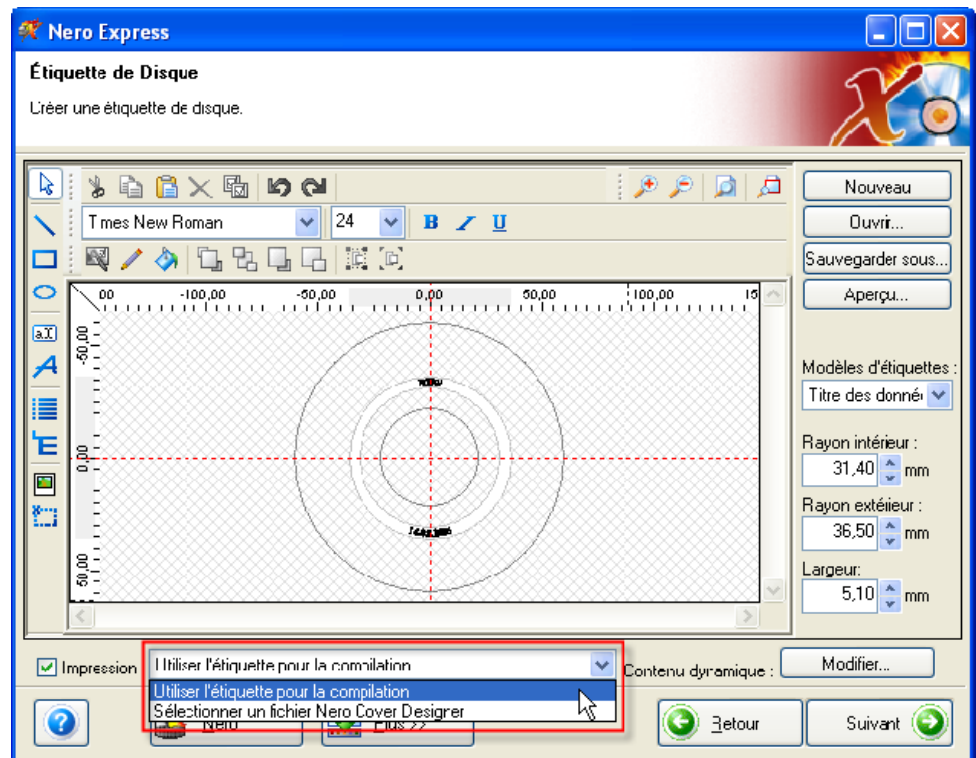 Nero Express
Étiquette de Disque
Créer une étiquette de disque.
Nouveau
Times New Roman
24
B I U
Ouvrir...
Sauvegarder sous...
Aperçu...
00 -100,00 -50,00 0,00 50,00 100,00 15
-50,00
0,00
50,00
Modèles d'étiquettes :
Titre des donné
Rayon intérieur :
31,40 mm
Rayon extérieur :
36,50 mm
Largeur:
5,10 mm
Impression
Utiliser l'étiquette pour la compilation
Contenu dynamique :
Modifier...
Utiliser l'étiquette pour la compilation
Sélectionner un fichier Nero Cover Designer
Nero
Plus >>
Retour
Suivant